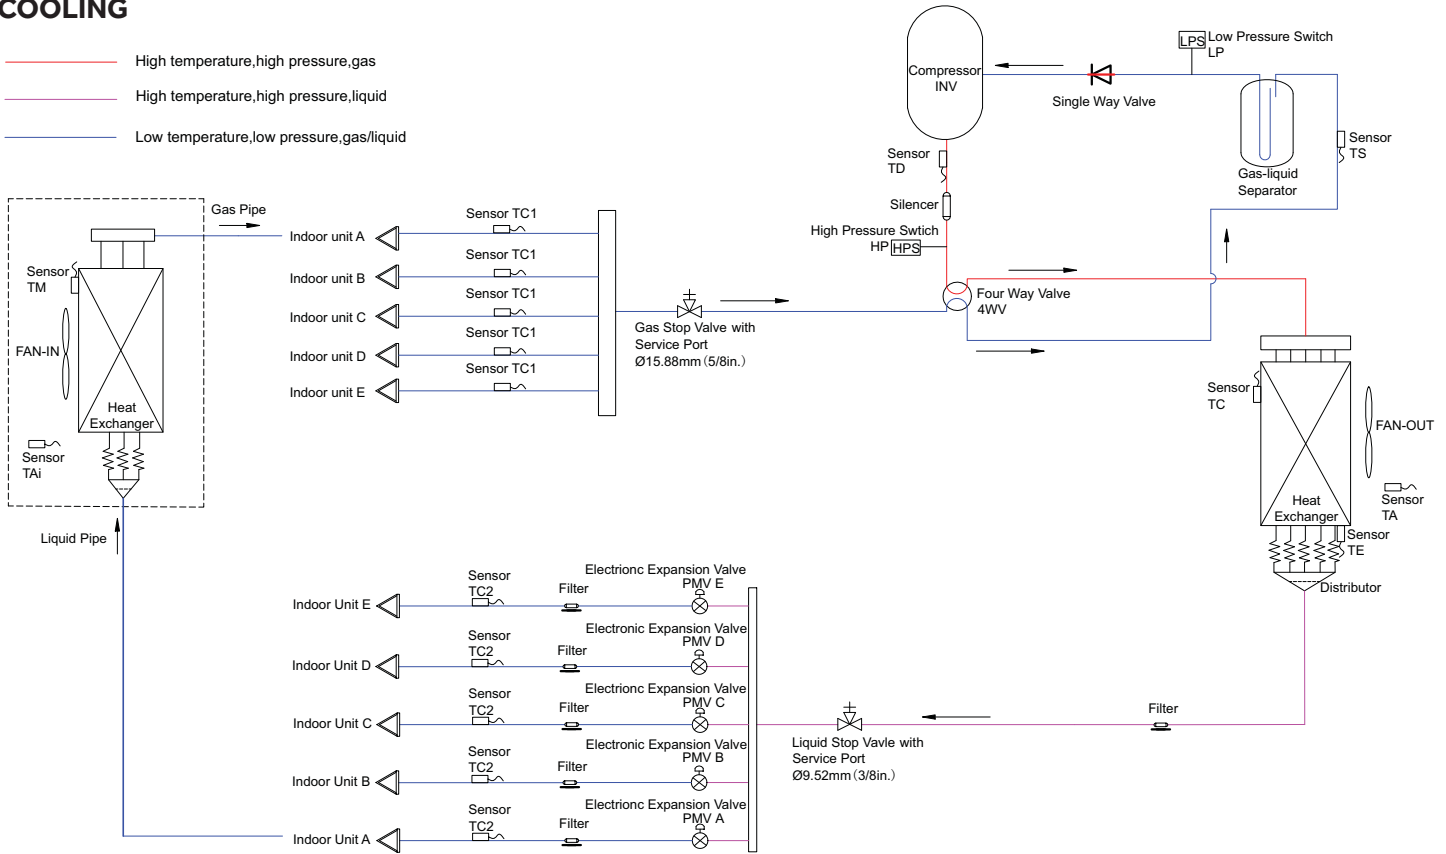 COOLING
High temperature,high pressure,gas
High temperature,high pressure,liquid
Low temperature,low pressure,gas/liquid
Compressor
INV
LPS
Low Pressure Switch
LP
Single Way Valve
Sensor
TS
Gas-liquid
Separator
Sensor
TD
Silencer
High Pressure Swtich
HP
HPS
Four Way Valve
4WV
Gas Pipe
Sensor
TM
FAN-IN
Heat
Exchanger
Sensor
TAi
Liquid Pipe
Indoor unit A
Sensor TC1
Indoor unit B
Sensor TC1
Indoor unit C
Sensor TC1
Indoor unit D
Sensor TC1
Indoor unit E
Sensor TC1
Gas Stop Valve with
Service Port
Ø15.88mm(5/8in.)
Sensor
TC
FAN-OUT
Heat
Exchanger
Sensor
TA
Sensor
TE
Distributor
Indoor Unit E
Sensor
TC2
Filter
Electrionc Expansion Valve
PMV E
Indoor Unit D
Sensor
TC2
Filter
Electronic Expansion Valve
PMV D
Indoor Unit C
Sensor
TC2
Filter
Electrionc Expansion Valve
PMV C
Indoor Unit B
Sensor
TC2
Filter
Electronic Expansion Valve
PMV B
Indoor Unit A
Sensor
TC2
Filter
Electrionc Expansion Valve
PMV A
Liquid Stop Vavle with
Service Port
Ø9.52mm(3/8in.)
Filter